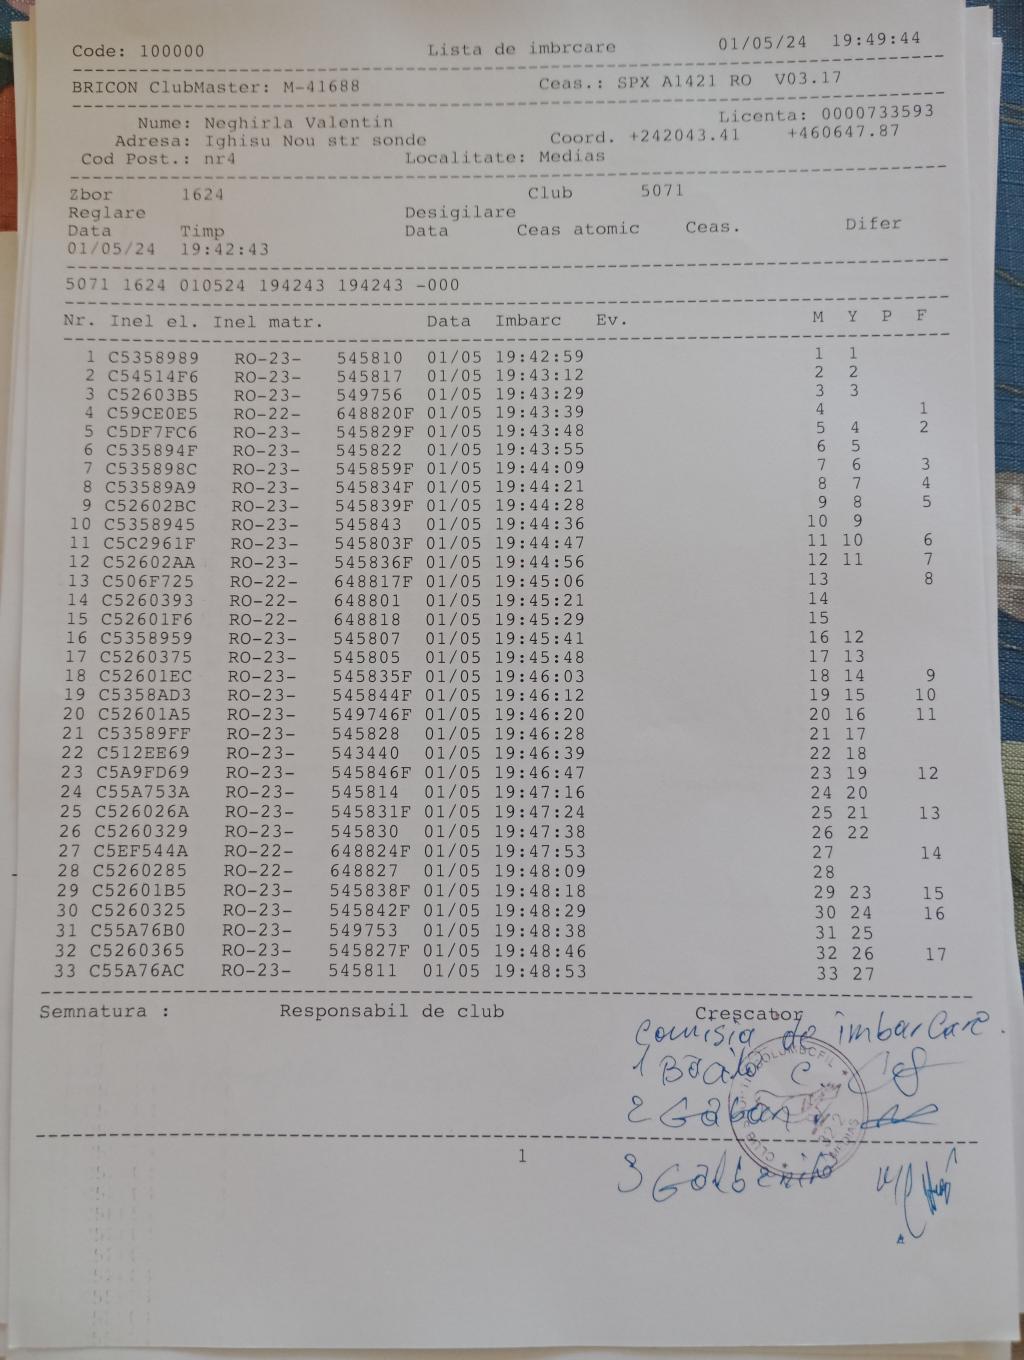 Code: 100000 Lista de imbrcare 01/05/24 19:49:44
BRICON ClubMaster: M-41688 Ceas.: SPX A1421 RO V03.17
Nume: Neghirla Valentin Licenta: 0000733593
Adresa: Ighisu Nou str sonde Coord. +242043.41 +460647.87
Cod Post.: nr4 Localitate: Medias
Zbor 1624 Club 5071
Reglare Desigilare
Data Timp Data Ceas atomic Ceas. Difer
01/05/24 19:42:43
5071 1624 010524 194243 194243 -000
Nr. Inel el. Inel matr. Data Imbarc Ev. M Y P F
1 C5358989 RO-23- 545810 01/05 19:42:59 1 1
2 C54514F6 RO-23- 545817 01/05 19:43:12 2 2
3 C52603B5 RO-23- 549756 01/05 19:43:29 3 3
4 C59CE0E5 RO-22- 648820F 01/05 19:43:39 4 1
5 C5DF7FC6 RO-23- 545829F 01/05 19:43:48 5 4 2
6 C535894F RO-23- 545822 01/05 19:43:55 6 5
7 C535898C RO-23- 545859F 01/05 19:44:09 7 6 3
8 C53589A9 RO-23- 545834F 01/05 19:44:21 8 7 4
9 C52602BC RO-23- 545839F 01/05 19:44:28 9 8 5
10 C5358945 RO-23- 545843 01/05 19:44:36 10 9
11 C5C2961F RO-23- 545803F 01/05 19:44:47 11 10 6
12 C52602AA RO-23- 545836F 01/05 19:44:56 12 11 7
13 C506F725 RO-22- 648817F 01/05 19:45:06 13 8
14 C5260393 RO-22- 648801 01/05 19:45:21 14
15 C52601F6 RO-22- 648818 01/05 19:45:29 15
16 C5358959 RO-23- 545807 01/05 19:45:41 16 12
17 C5260375 RO-23- 545805 01/05 19:45:48 17 13
18 C52601EC RO-23- 545835F 01/05 19:46:03 18 14 9
19 C5358AD3 RO-23- 545844F 01/05 19:46:12 19 15 10
20 C52601A5 RO-23- 549746F 01/05 19:46:20 20 16 11
21 C53589FF RO-23- 545828 01/05 19:46:28 21 17
22 C512EE69 RO-23- 543440 01/05 19:46:39 22 18
23 C5A9FD69 RO-23- 545846F 01/05 19:46:47 23 19 12
24 C55A753A RO-23- 545814 01/05 19:47:16 24 20
25 C526026A RO-23- 545831F 01/05 19:47:24 25 21 13
26 C5260329 RO-23- 545830 01/05 19:47:38 26 22
27 C5EF544A RO-22- 648824F 01/05 19:47:53 27 14
28 C5260285 RO-22- 648827 01/05 19:48:09 28
29 C52601B5 RO-23- 545838F 01/05 19:48:18 29 23 15
30 C5260325 RO-23- 545842F 01/05 19:48:29 30 24 16
31 C55A76B0 RO-23- 549753 01/05 19:48:38 31 25
32 C5260365 RO-23- 545827F 01/05 19:48:46 32 26 17
33 C55A76AC RO-23- 545811 01/05 19:48:53 33 27
Semnatura : Responsabil de club Crescator
Comisia de imbarcare.
1
2 Gaban
3
1